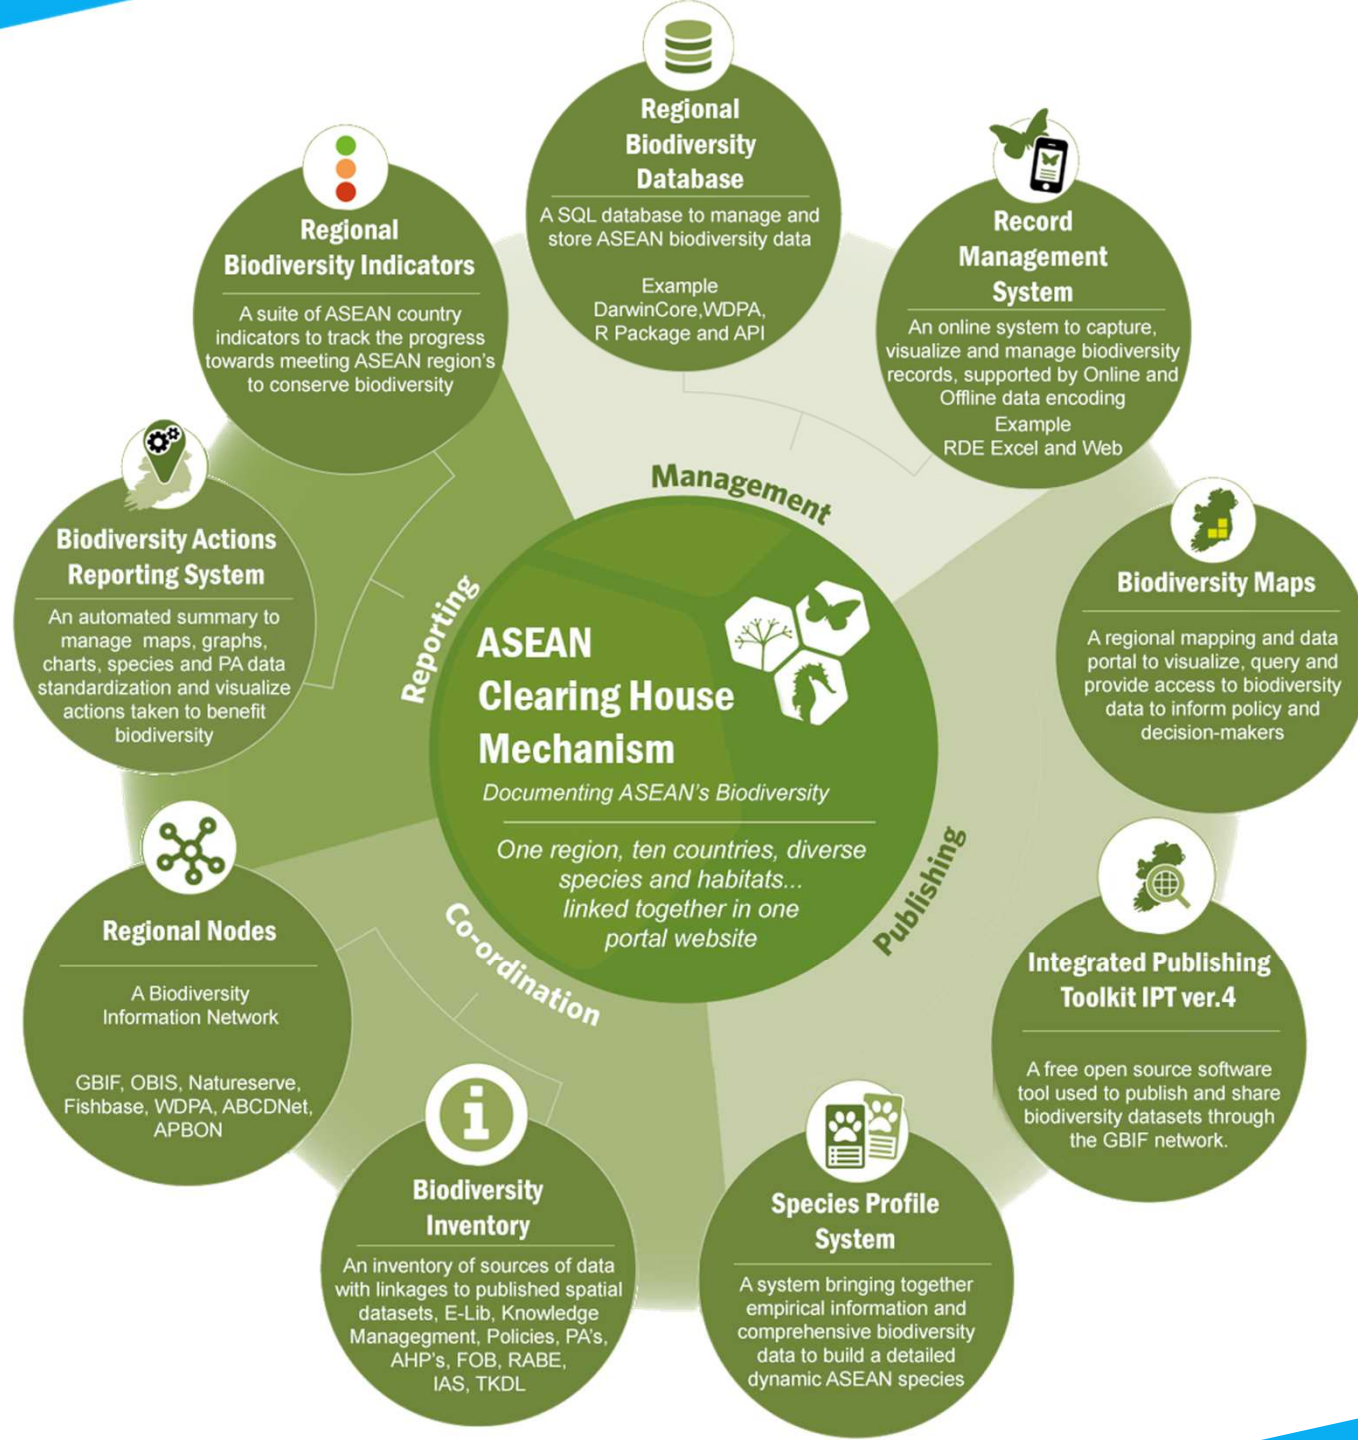 Regional
Biodiversity
Database
A SQL database to manage and
store ASEAN biodiversity data
Example
DarwinCore,WDPA,
R Package and API
Record
Management
System
An online system to capture,
visualize and manage biodiversity
records, supported by Online and
Offline data encoding
Example
RDE Excel and Web
Biodiversity Maps
A regional mapping and data
portal to visualize, query and
provide access to biodiversity
data to inform policy and
decision-makers
Integrated Publishing
Toolkit IPT ver.4
A free open source software
tool used to publish and share
biodiversity datasets through
the GBIF network.
Species Profile
System
A system bringing together
empirical information and
comprehensive biodiversity
data to build a detailed
dynamic ASEAN species
Biodiversity
Inventory
An inventory of sources of data
with linkages to published spatial
datasets, E-Lib, Knowledge
Managegment, Policies, PA's,
AHP's, FOB, RABE,
IAS, TKDL
Regional Nodes
A Biodiversity
Information Network
GBIF, OBIS, Natureserve,
Fishbase, WDPA, ABCDNet,
APBON
Biodiversity Actions
Reporting System
An automated summary to
manage maps, graphs,
charts, species and PA data
standardization and visualize
actions taken to benefit
biodiversity
Regional
Biodiversity Indicators
A suite of ASEAN country
indicators to track the progress
towards meeting ASEAN region's
to conserve biodiversity
Management
Publishing
Co-ordination
Reporting
ASEAN
Clearing House
Mechanism
Documenting ASEAN's Biodiversity
One region, ten countries, diverse
species and habitats...
linked together in one
portal website